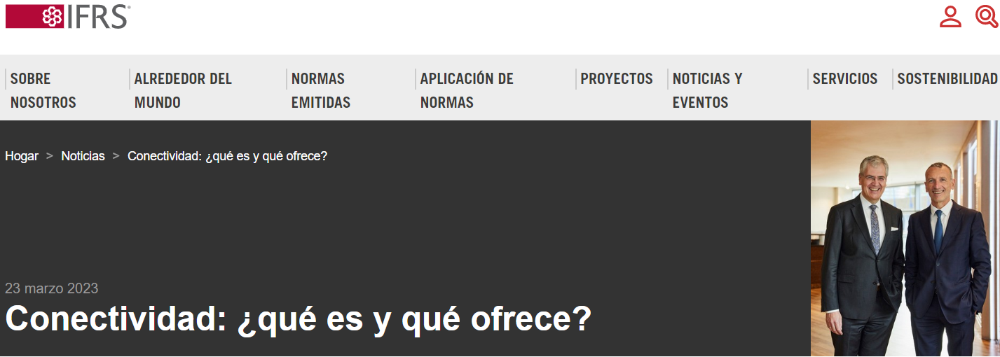 IFRS®
SOBRE NOSOTROS
ALREDEDOR DEL MUNDO
NORMAS EMITIDAS
APLICACIÓN DE NORMAS
PROYECTOS
NOTICIAS Y EVENTOS
SERVICIOS
SOSTENIBILIDAD
Hogar > Noticias > Conectividad: ¿qué es y qué ofrece?
23 marzo 2023
Conectividad: ¿qué es y qué ofrece?